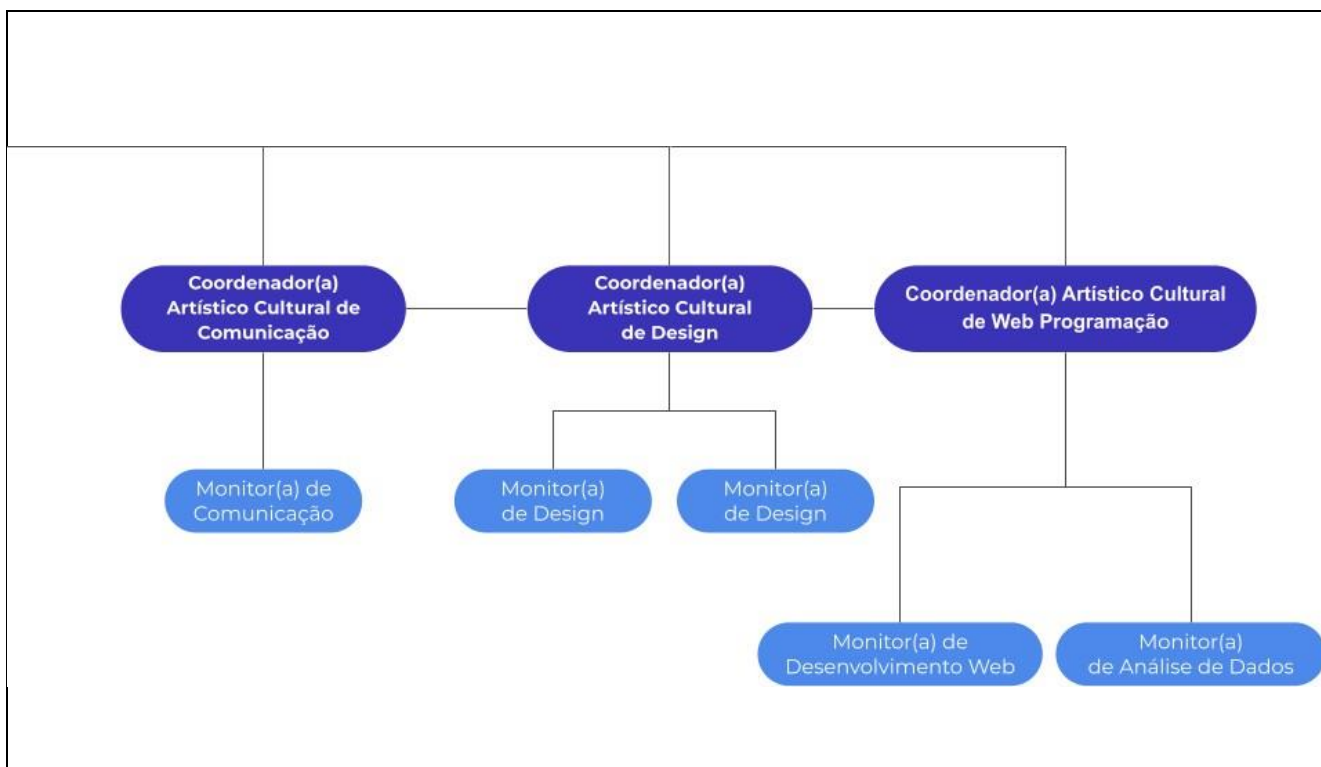 Coordenador(a)
Artístico Cultural de
Comunicação
Coordenador(a)
Artístico Cultural
de Design
Coordenador(a) Artístico Cultural
de Web Programação
Monitor(a) de
Comunicação
Monitor(a)
de Design
Monitor(a)
de Design
Monitor(a) de
Desenvolvimento Web
Monitor(a)
de Análise de Dados